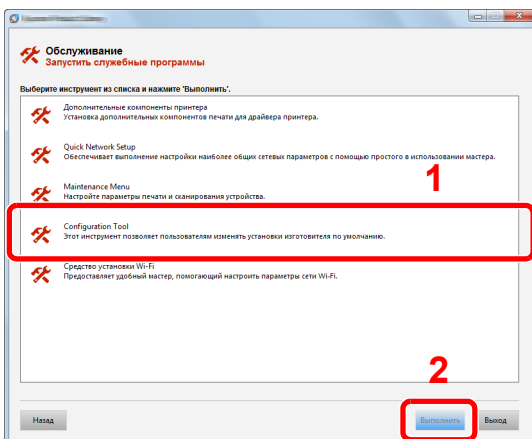 Обслуживание
Запустить служебные программы
Выберите инструмент из списка и нажмите 'Выполнить'.
Дополнительные компоненты принтера
Установка дополнительных компонентов печати для драйвера принтера.
Quick Network Setup
Обеспечивает выполнение настройки наиболее общих сетевых параметров с помощью простого в использовании мастера.
Maintenance Menu
Настройте параметры печати и сканирования устройства.
1
Configuration Tool
Этот инструмент позволяет пользователям изменять установки изготовителя по умолчанию.
Средство установки Wi-Fi
Предоставляет удобный мастер, помогающий настроить параметры сети Wi-Fi.
2
Назад
Выполнить
Выход